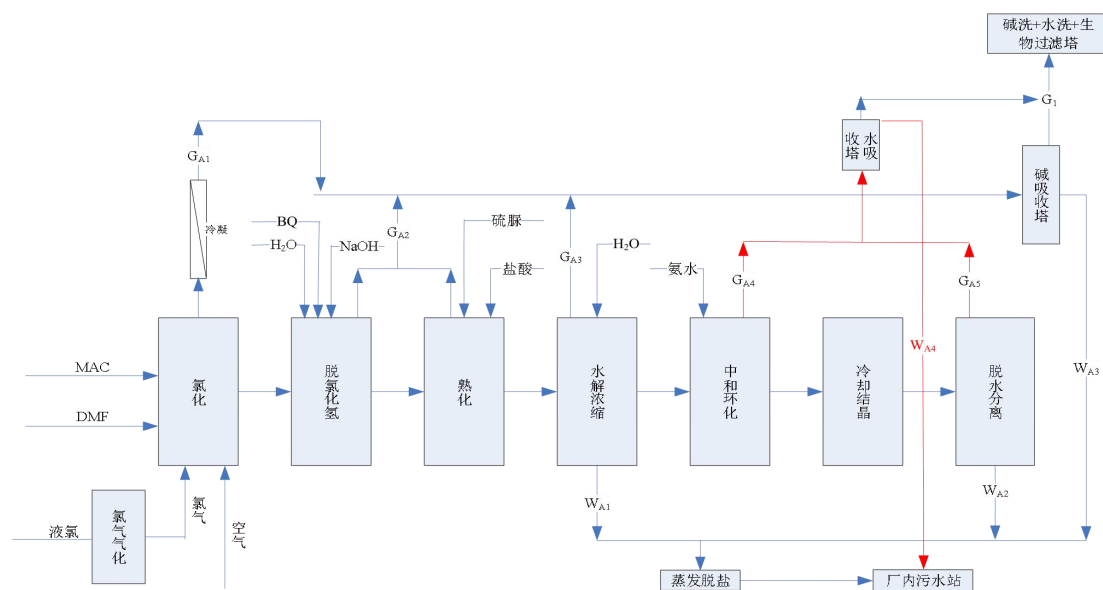 碱洗+水洗+生
物过滤塔
G1
水吸
收塔
碱吸
收塔
GA1
冷凝
BQ
H2O
NaOH
GA2
硫脲
盐酸
GA3
H2O
氨水
GA4
GA5
MAC
DMF
氯化
脱氯化氢
熟化
水解浓缩
中和环化
冷却结晶
脱水分离
WA4
WA3
液氯
氯气气化
氯气
空气
WA1
WA2
蒸发脱盐
厂内污水站